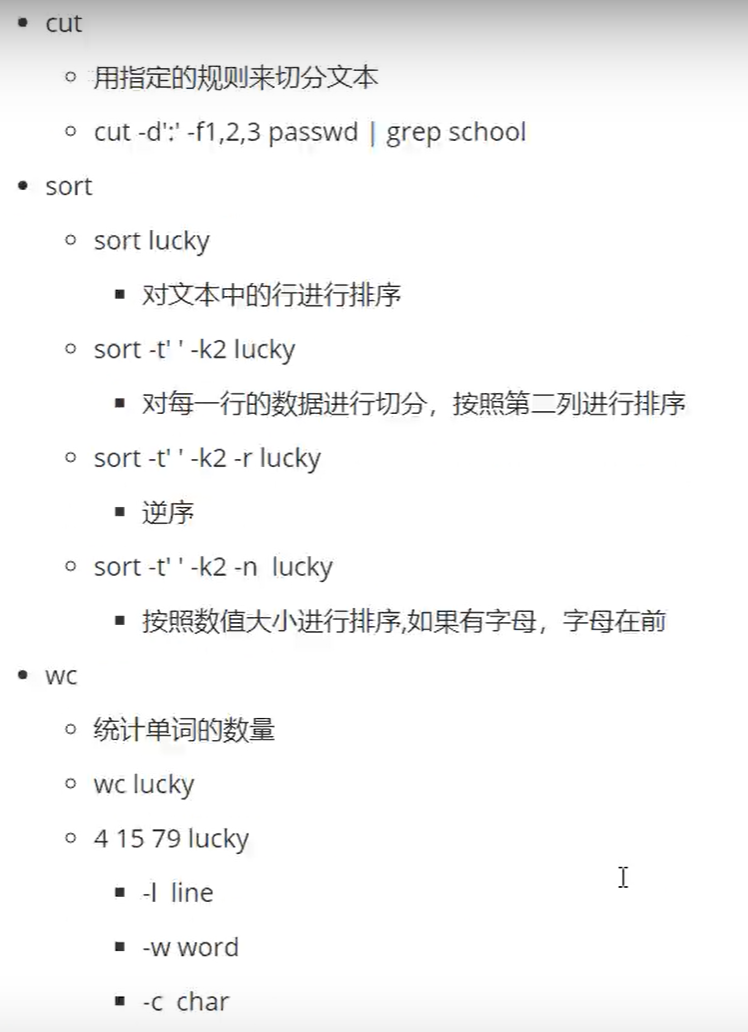 cut
用指定的规则来切分文本
cut -d':' -f1,2,3 passwd | grep school
sort
sort lucky
对文本中的行进行排序
sort -t' ' -k2 lucky
对每一行的数据进行切分，按照第二列进行排序
sort -t' ' -k2 -r lucky
逆序
sort -t' ' -k2 -n  lucky
按照数值大小进行排序,如果有字母，字母在前
wc
统计单词的数量
wc lucky
4 15 79 lucky
-l  line
-w word
-c  char